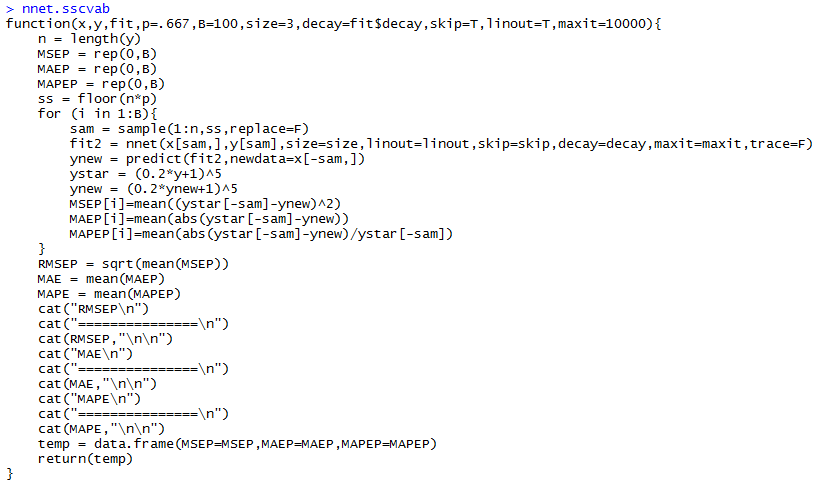 > nnet.sscvab
function(x,y,fit,p=.667,B=100,size=3,decay=fit$decay,skip=T,linout=T,maxit=10000){
    n = length(y)
    MSEP = rep(0,B)
    MAEP = rep(0,B)
    MAPEP = rep(0,B)
    ss = floor(n*p)
    for (i in 1:B){
        sam = sample(1:n,ss,replace=F)
        fit2 = nnet(x[sam,],y[sam],size=size,linout=linout,skip=skip,decay=decay,maxit=maxit,trace=F)
        ynew = predict(fit2,newdata=x[-sam,])
        ystar = (0.2*y+1)^5
        ynew = (0.2*ynew+1)^5
        MSEP[i]=mean((ystar[-sam]-ynew)^2)
        MAEP[i]=mean(abs(ystar[-sam]-ynew))
        MAPEP[i]=mean(abs(ystar[-sam]-ynew)/ystar[-sam])
    }
    RMSEP = sqrt(mean(MSEP))
    MAE = mean(MAEP)
    MAPE = mean(MAPEP)
    cat("RMSEP\n")
    cat("===============\n")
    cat(RMSEP,"\n\n")
    cat("MAE\n")
    cat("===============\n")
    cat(MAE,"\n\n")
    cat("MAPE\n")
    cat("===============\n")
    cat(MAPE,"\n\n")
    temp = data.frame(MSEP=MSEP,MAEP=MAEP,MAPEP=MAPEP)
    return(temp)
}